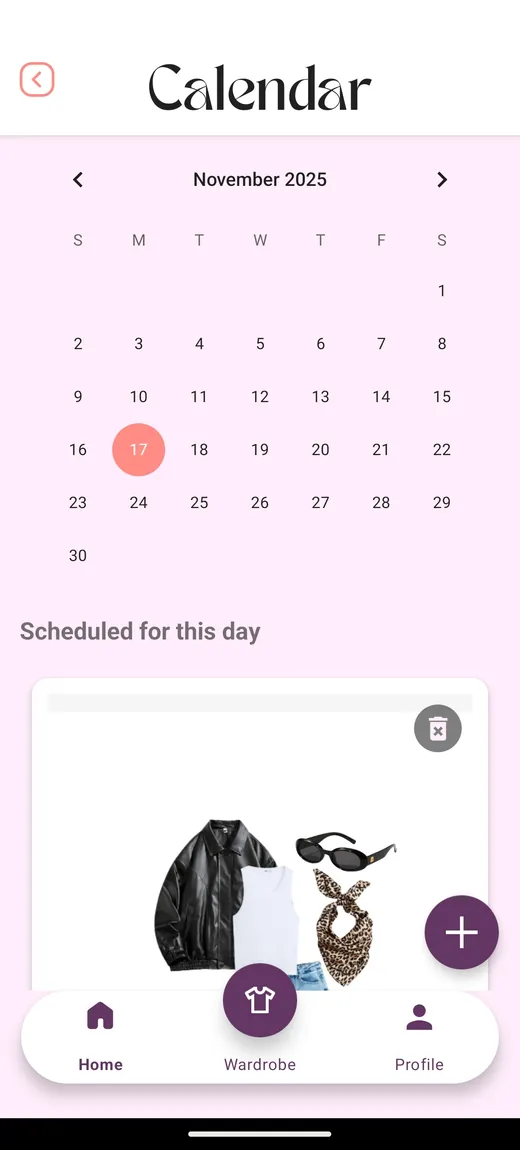 Calendar
November 2025
S M T W T F S
1
2 3 4 5 6 7 8
9 10 11 12 13 14 15
16 17 18 19 20 21 22
23 24 25 26 27 28 29
30
Scheduled for this day
Home Wardrobe Profile